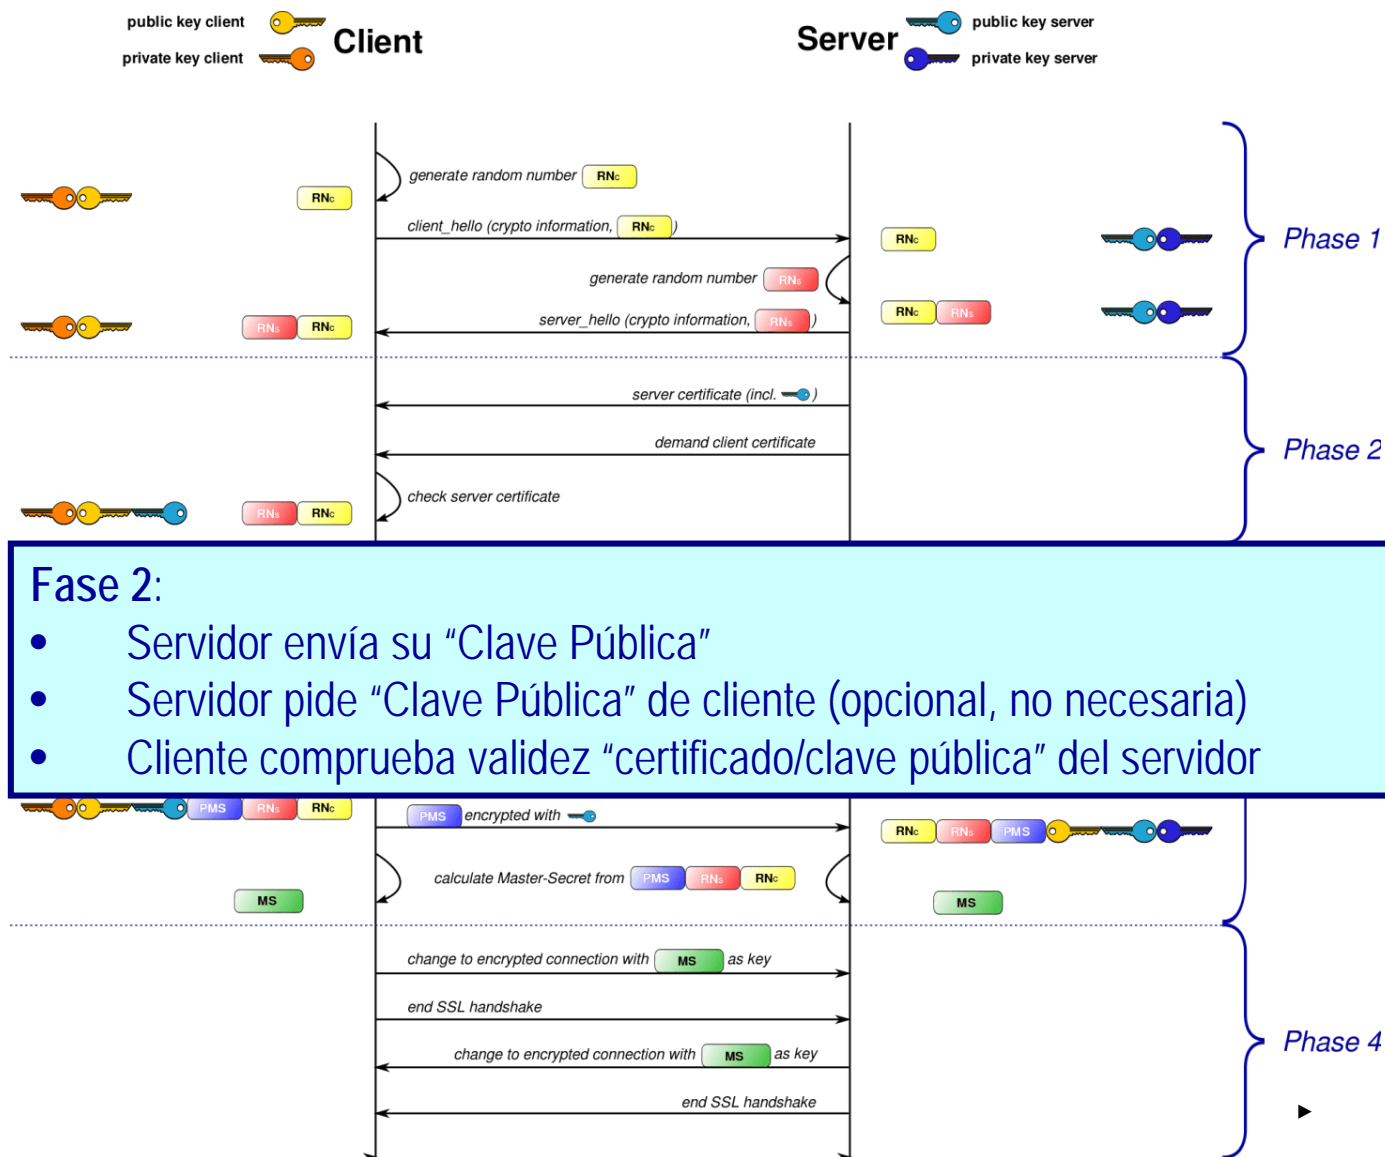 public key client
private key client
Client
Server
public key server
private key server
generate random number RNc
RNc
client_hello (crypto information, RNc )
RNc
Phase 1
generate random number RNs
RNs RNc
server_hello (crypto information, RNs )
RNc RNs
server certificate (incl. )
demand client certificate
Phase 2
check server certificate
RNs RNc
Fase 2:
• Servidor envía su “Clave Pública”
• Servidor pide “Clave Pública” de cliente (opcional, no necesaria)
• Cliente comprueba validez “certificado/clave pública” del servidor
PMS RNs RNc
PMS encrypted with
RNc RNs PMS
calculate Master-Secret from PMS RNs RNc
MS
MS
change to encrypted connection with MS as key
end SSL handshake
Phase 4
change to encrypted connection with MS as key
end SSL handshake